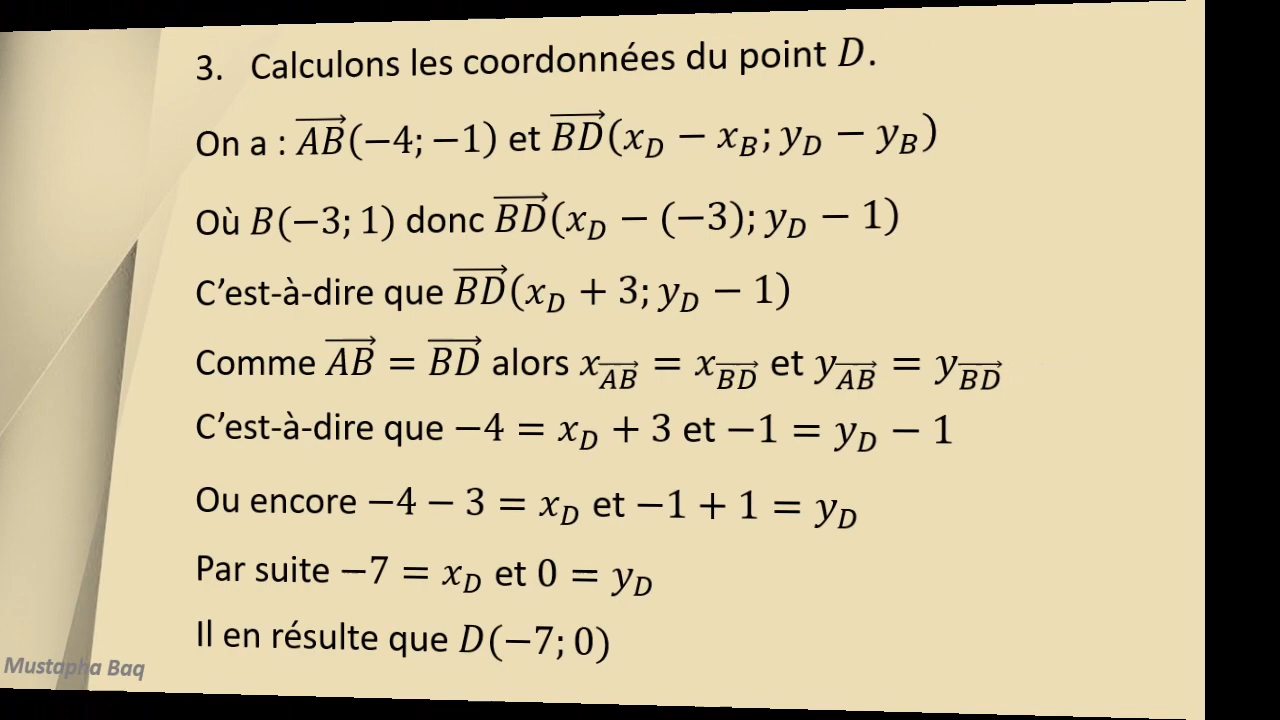 3. Calculons les coordonnées du point D.
On a : $\overrightarrow{AB}(-4; -1)$ et $\overrightarrow{BD}(x_D - x_B; y_D - y_B)$
Où $B(-3; 1)$ donc $\overrightarrow{BD}(x_D - (-3); y_D - 1)$
C’est-à-dire que $\overrightarrow{BD}(x_D + 3; y_D - 1)$
Comme $\overrightarrow{AB} = \overrightarrow{BD}$ alors $x_{\overrightarrow{AB}} = x_{\overrightarrow{BD}}$ et $y_{\overrightarrow{AB}} = y_{\overrightarrow{BD}}$
C’est-à-dire que $-4 = x_D + 3$ et $-1 = y_D - 1$
Ou encore $-4 - 3 = x_D$ et $-1 + 1 = y_D$
Par suite $-7 = x_D$ et $0 = y_D$
Il en résulte que $D(-7; 0)$
Mustapha Baq